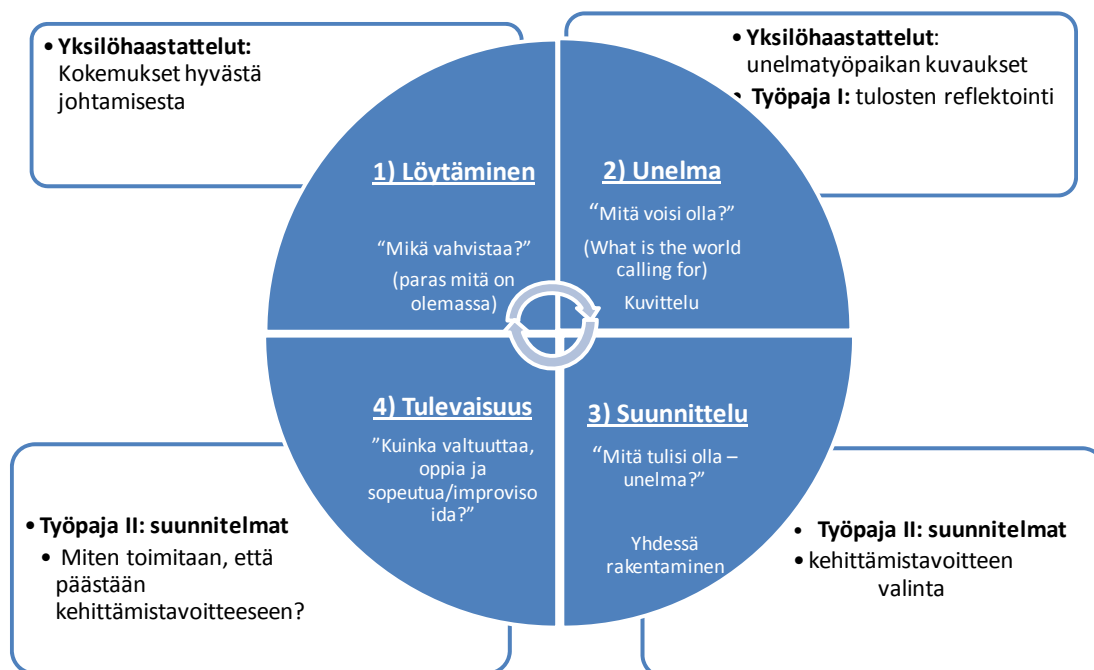 • Yksilöhaastattelut:
Kokemukset hyvästä
johtamisesta
• Yksilöhaastattelut:
unelmatyöpaikan kuvaukset
• Työpaja I: tulosten reflektointi
1) Löytäminen
“Mikä vahvistaa?”
(paras mitä on
olemassa)
2) Unelma
“Mitä voisi olla?”
(What is the world
calling for)
Kuvittelu
4) Tulevaisuus
”Kuinka valtuuttaa,
oppia ja
sopeutua/improviso
ida?”
3) Suunnittelu
“Mitä tulisi olla –
unelma?”
Yhdessä
rakentaminen
• Työpaja II: suunnitelmat
• Miten toimitaan, että
päästään
kehittämistavoitteeseen?
• Työpaja II: suunnitelmat
• kehittämistavoitteen
valinta